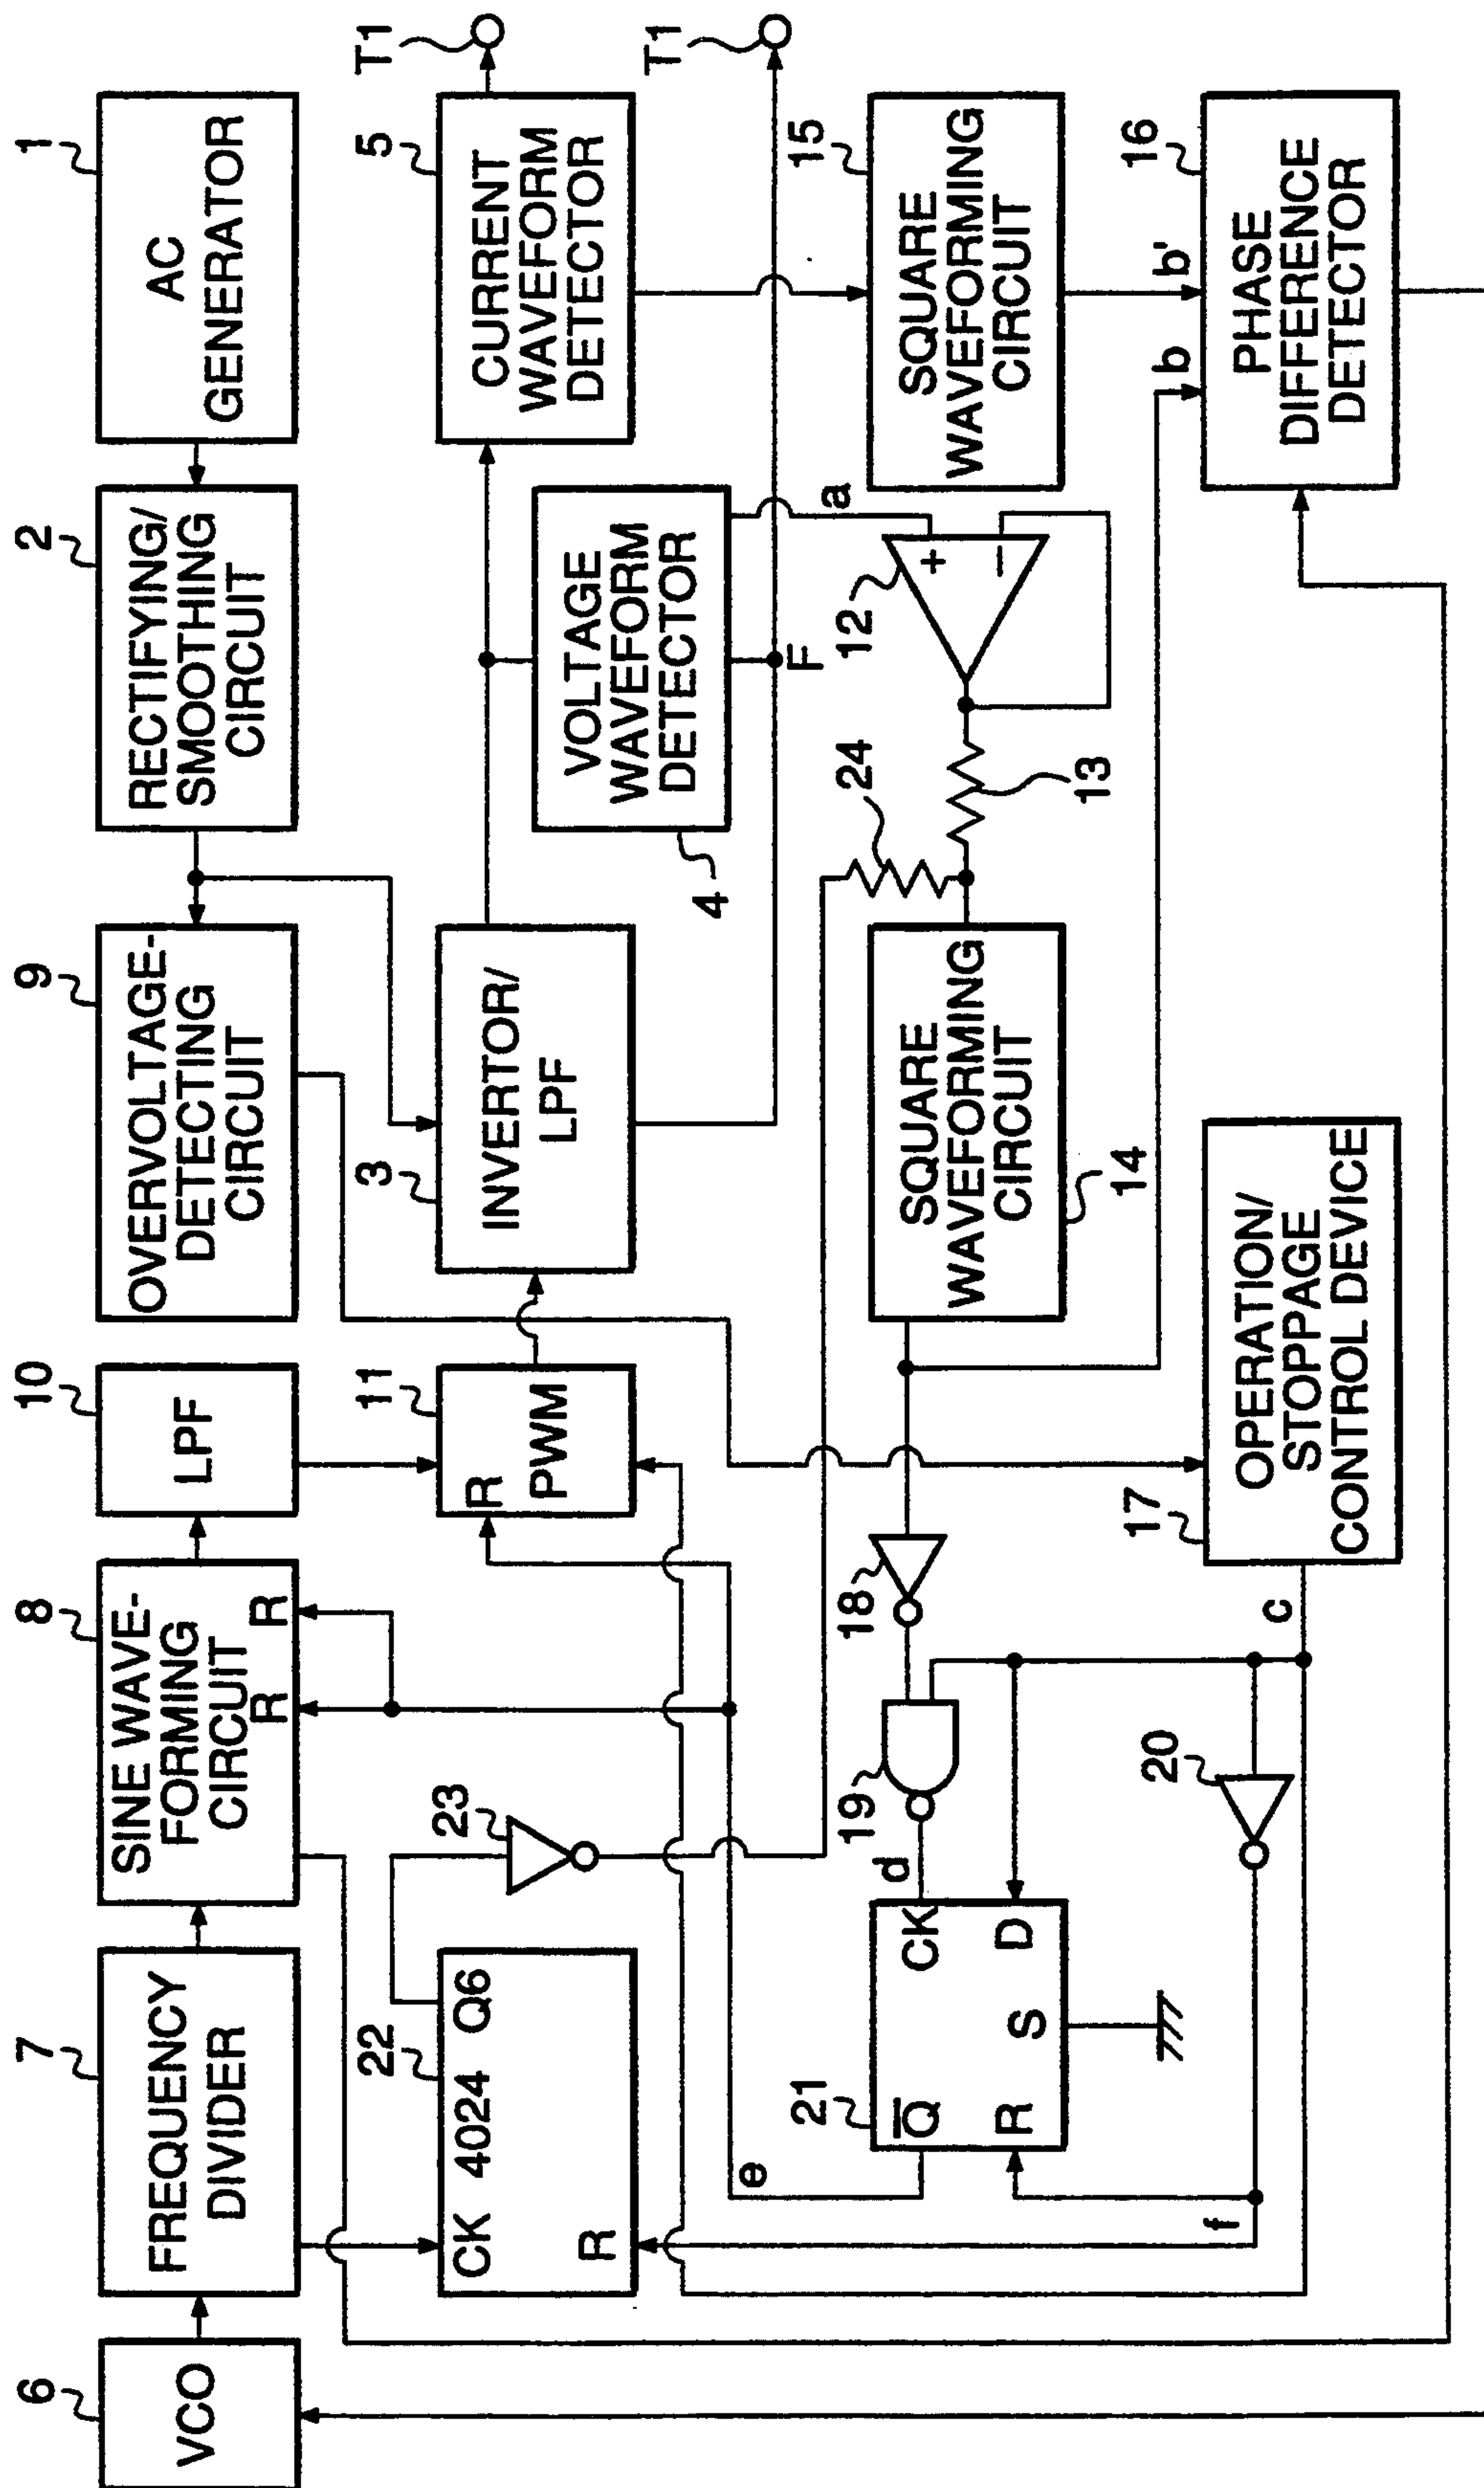 6
VCO
7
FREQUENCY
DIVIDER
8
SINE WAVE-
FORMING
CIRCUIT
R
R
10
LPF
9
OVERVOLTAGE-
DETECTING
CIRCUIT
2
RECTIFYING/
SMOOTHING
CIRCUIT
1
AC
GENERATOR
22
CK 4024 Q6
R
23
11
R
PWM
3
INVERTOR/
LPF
4
VOLTAGE
WAVEFORM
DETECTOR
F
5
CURRENT
WAVEFORM
DETECTOR
T1
T1
e
21
Q
CK
R
S
D
d
19
18
14
SQUARE
WAVEFORMING
CIRCUIT
24
13
12
+
−
a
15
SQUARE
WAVEFORMING
CIRCUIT
f
20
c
17
OPERATION/
STOPPAGE
CONTROL DEVICE
b
b'
16
PHASE
DIFFERENCE
DETECTOR